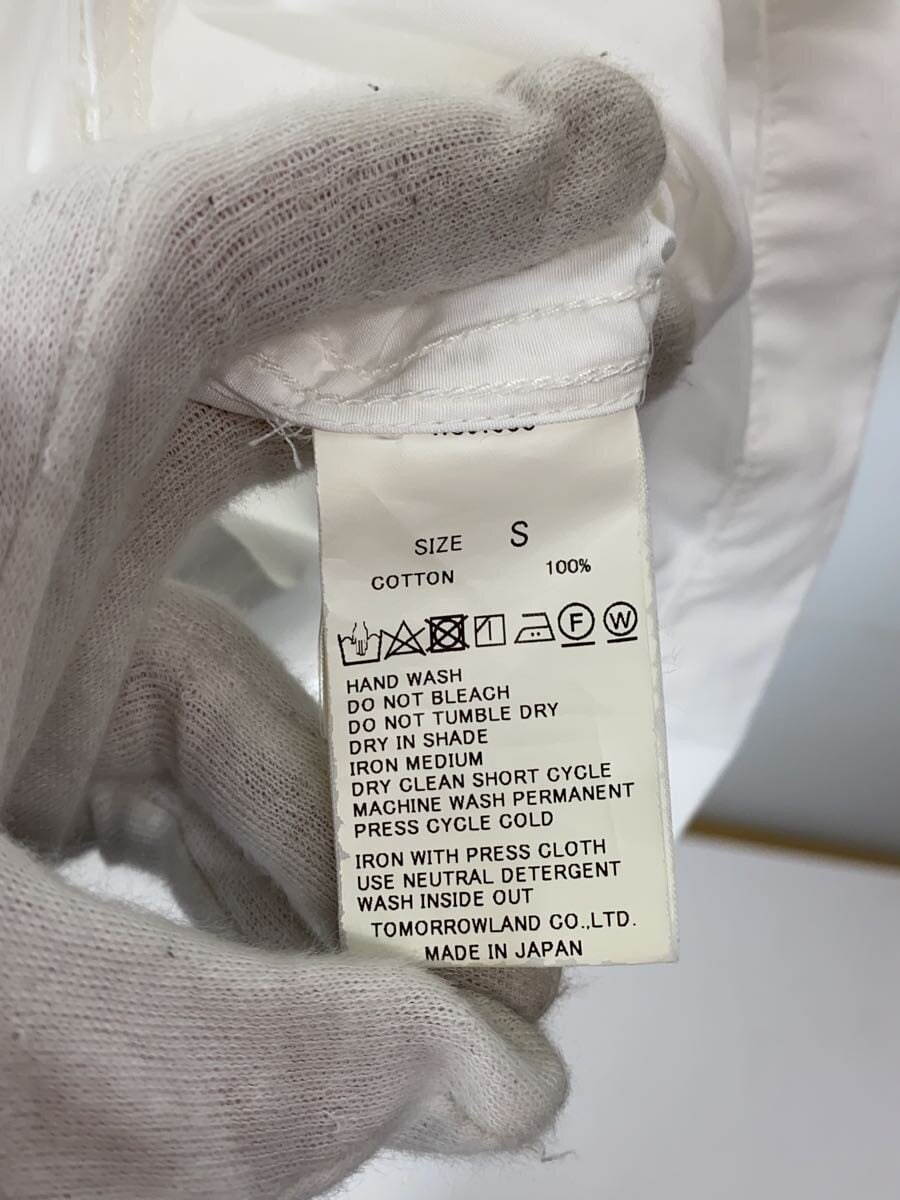 SIZE S
COTTON 100%
F W
HAND WASH
DO NOT BLEACH
DO NOT TUMBLE DRY
DRY IN SHADE
IRON MEDIUM
DRY CLEAN SHORT CYCLE
MACHINE WASH PERMANENT
PRESS CYCLE COLD
IRON WITH PRESS CLOTH
USE NEUTRAL DETERGENT
WASH INSIDE OUT
TOMORROWLAND CO.,LTD.
MADE IN JAPAN